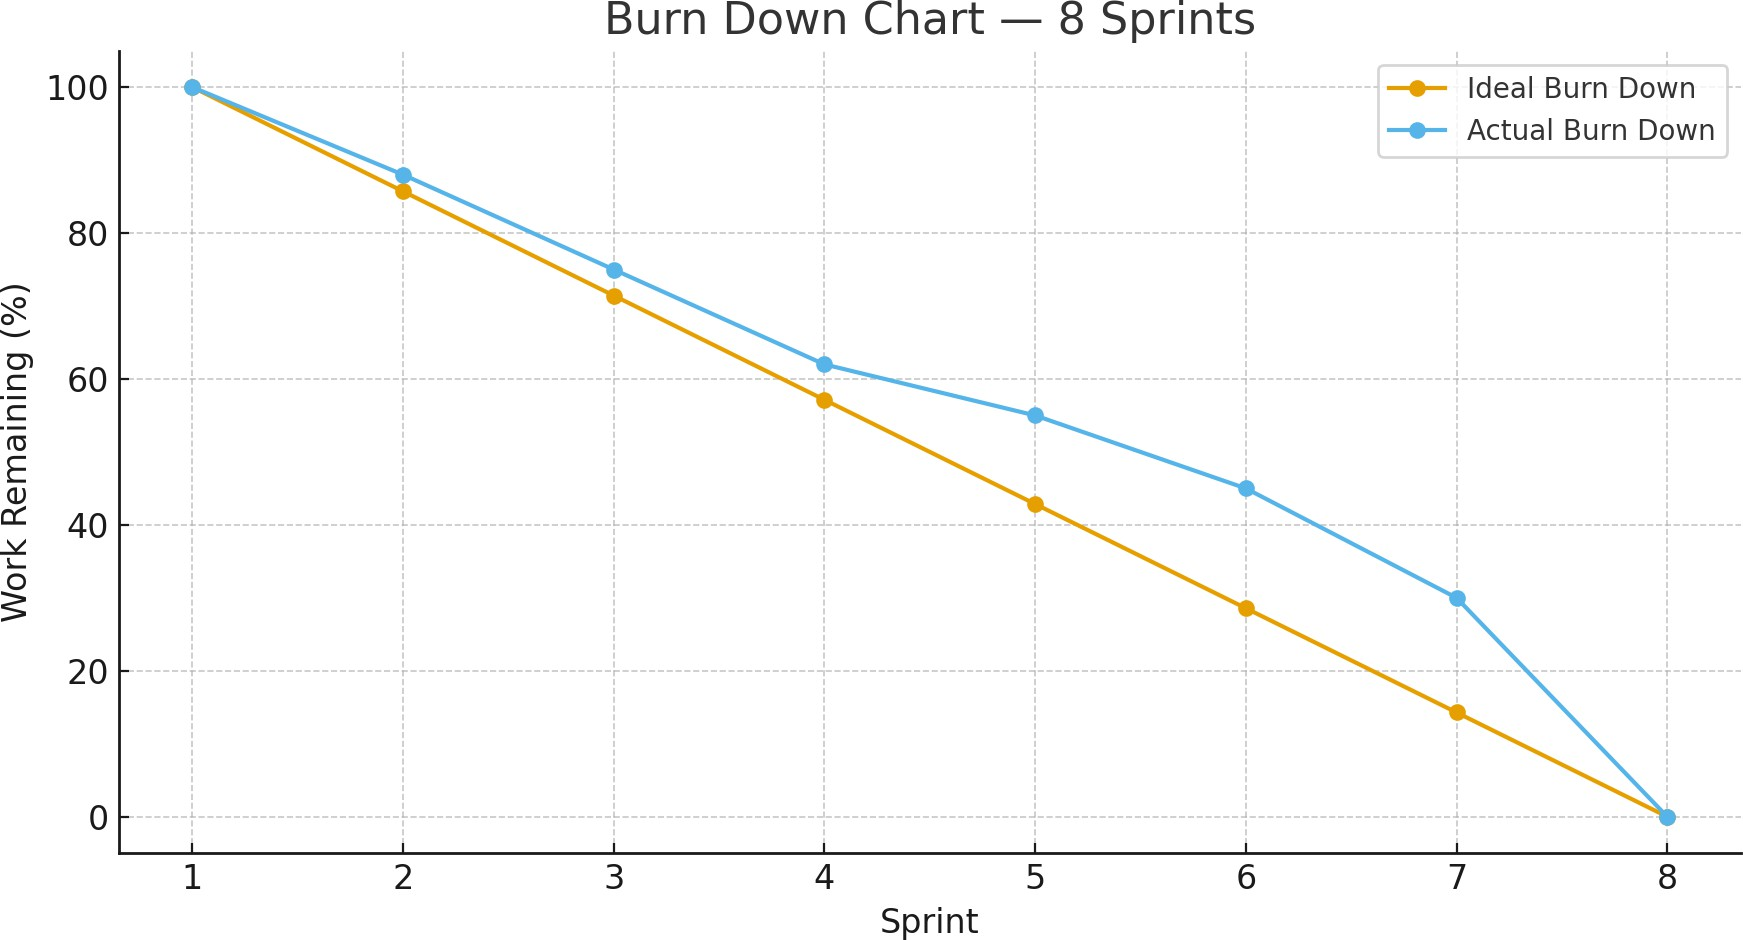 Burn Down Chart — 8 Sprints
Ideal Burn Down
Actual Burn Down
Work Remaining (%)
100
80
60
40
20
0
1 2 3 4 5 6 7 8
Sprint